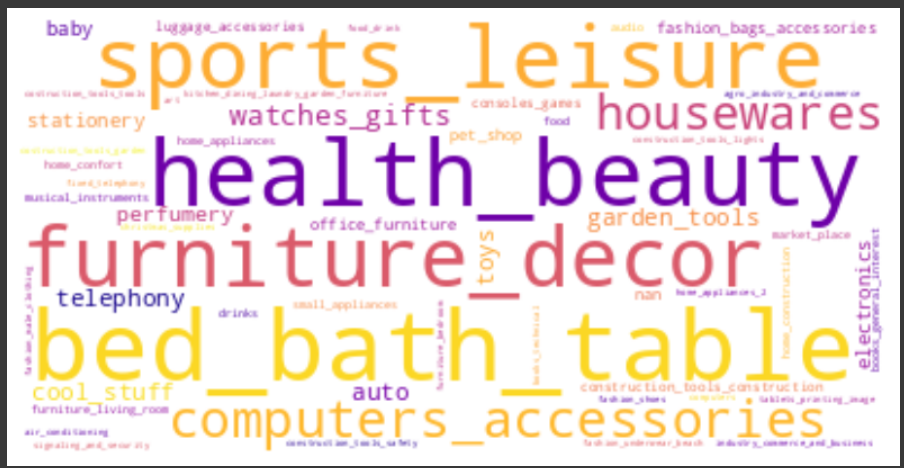 baby
luggage_accessories
food_drink
audio
fashion_bags_accessories
sports_leisure
costruction_tools_tools
kitchen_dining_laundry_garden_furniture
art
consoles_games
agro_industry_and_commerce
stationery
watches_gifts
food
housewares
home_appliances
pet_shop
construction_tools_lights
costruction_tools_garden
home_confort
health_beauty
fixed_telephony
musical_instruments
perfumery
christmas_supplies
office_furniture
toys
garden_tools
market_place
furniture_decor
electronics
books_general_interest
home_construction
fashion_male_clothing
telephony
drinks
small_appliances
nan
home_appliances_2
bed_bath_table
furniture_bedroom
books_technical
cool_stuff
auto
construction_tools_construction
fashion_shoes
computers
tablets_printing_image
furniture_living_room
computers_accessories
air_conditioning
signaling_and_security
construction_tools_safety
fashion_underwear_beach
industry_commerce_and_business